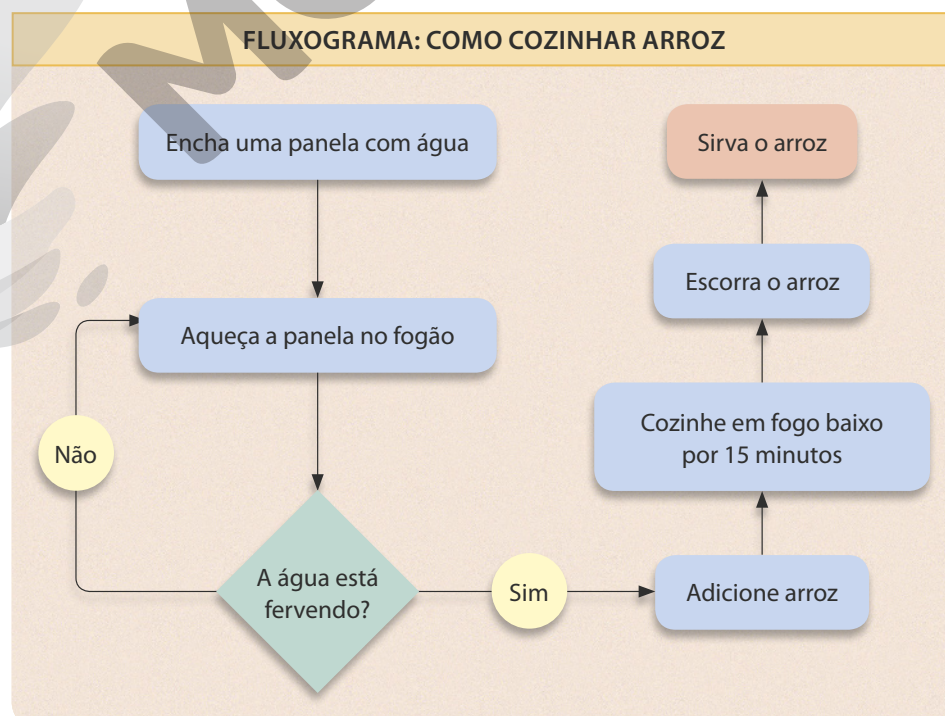 FLUXOGRAMA: COMO COZINHAR ARROZ
Encha uma panela com água
Aqueça a panela no fogão
Não
A água está
fervendo?
Sim
Adicione arroz
Cozinhe em fogo baixo
por 15 minutos
Escorra o arroz
Sirva o arroz